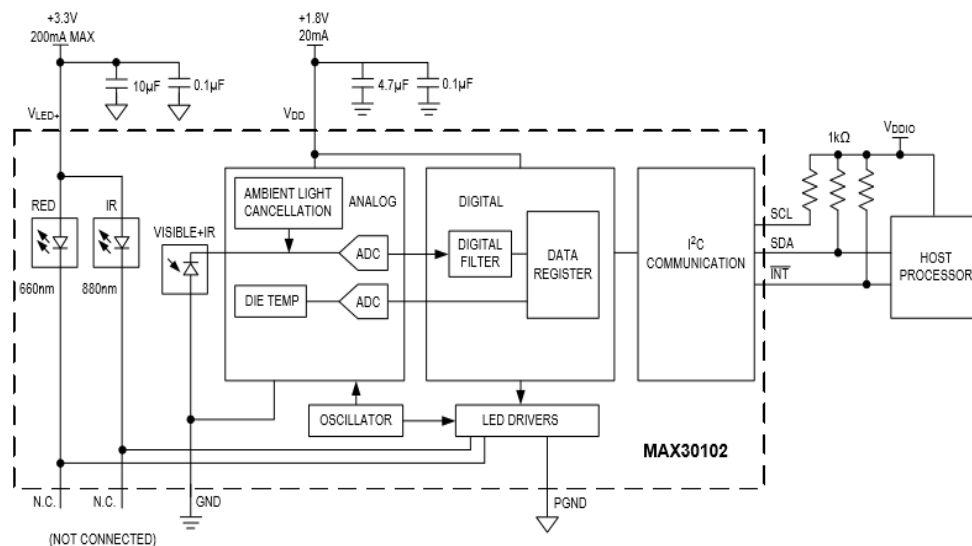 +3.3V
200mA MAX
+1.8V
20mA
10µF
0.1µF
4.7µF
0.1µF
VLED+
VDD
1kΩ
VDDIO
RED
IR
VISIBLE+IR
AMBIENT LIGHT
CANCELLATION
ANALOG
DIGITAL
ADC
DIGITAL
FILTER
DATA
REGISTER
I²C
COMMUNICATION
SCL
SDA
INT
HOST
PROCESSOR
660nm
880nm
DIE TEMP
ADC
OSCILLATOR
LED DRIVERS
MAX30102
N.C.
N.C.
GND
PGND
(NOT CONNECTED)